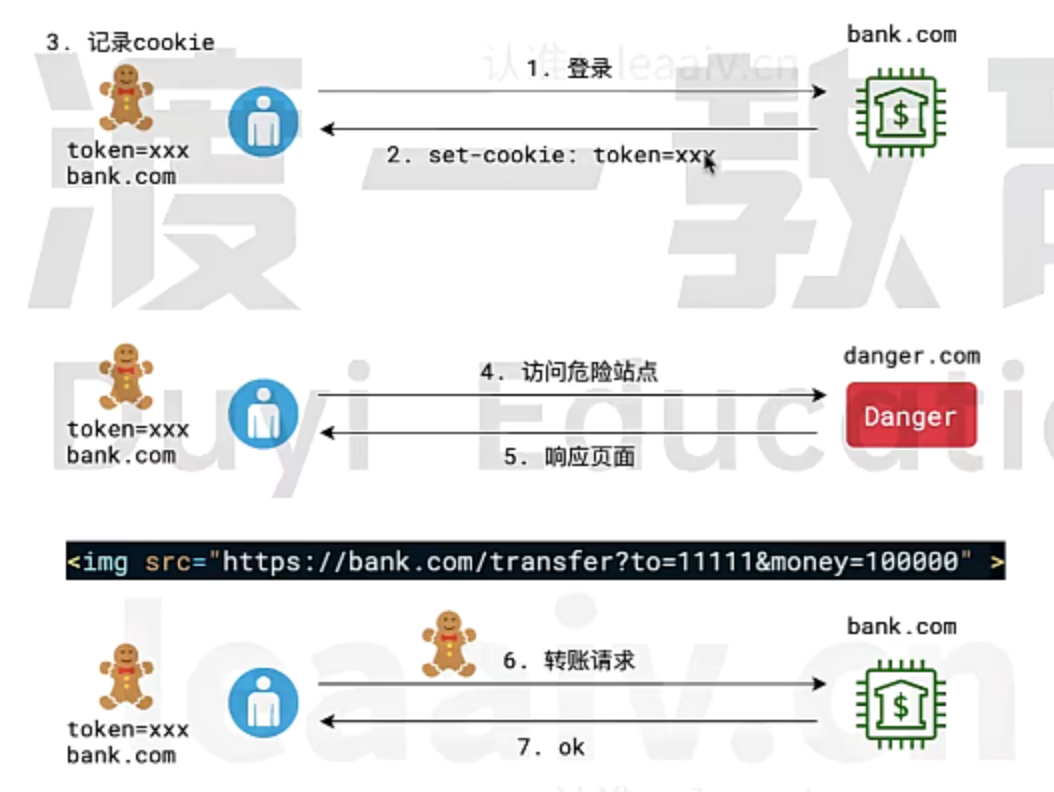 3. 记录cookie
bank.com
认准：leaaiv.cn
1. 登录
$
token=xxx
bank.com
2. set-cookie: token=xxx
渡一教育
danger.com
4. 访问危险站点
Danger
token=xxx
bank.com
5. 响应页面
Duyi Educati
<img src="https://bank.com/transfer?to=11111&money=100000" >
bank.com
6. 转账请求
$
leaaiv.cn
token=xxx
bank.com
7. ok